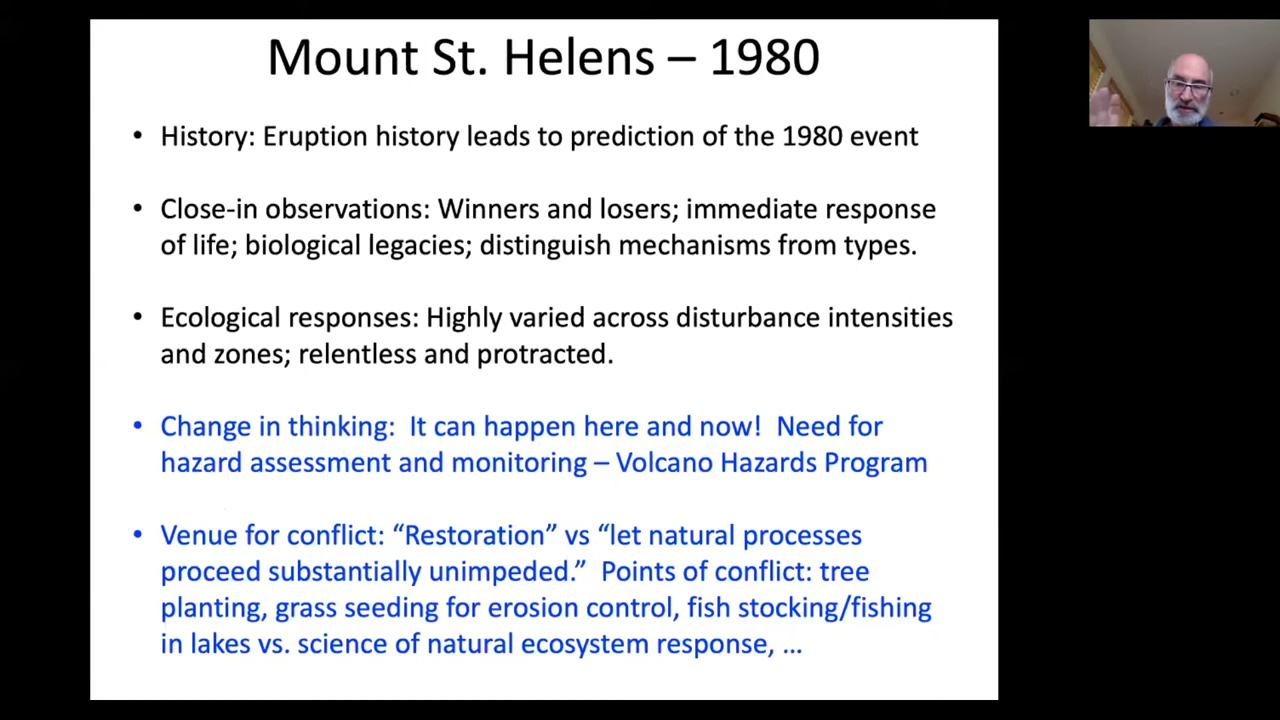 Mount St. Helens – 1980
• History: Eruption history leads to prediction of the 1980 event
• Close-in observations: Winners and losers; immediate response
of life; biological legacies; distinguish mechanisms from types.
• Ecological responses: Highly varied across disturbance intensities
and zones; relentless and protracted.
• Change in thinking:  It can happen here and now!  Need for
hazard assessment and monitoring – Volcano Hazards Program
• Venue for conflict: “Restoration” vs “let natural processes
proceed substantially unimpeded.”  Points of conflict: tree
planting, grass seeding for erosion control, fish stocking/fishing
in lakes vs. science of natural ecosystem response, …